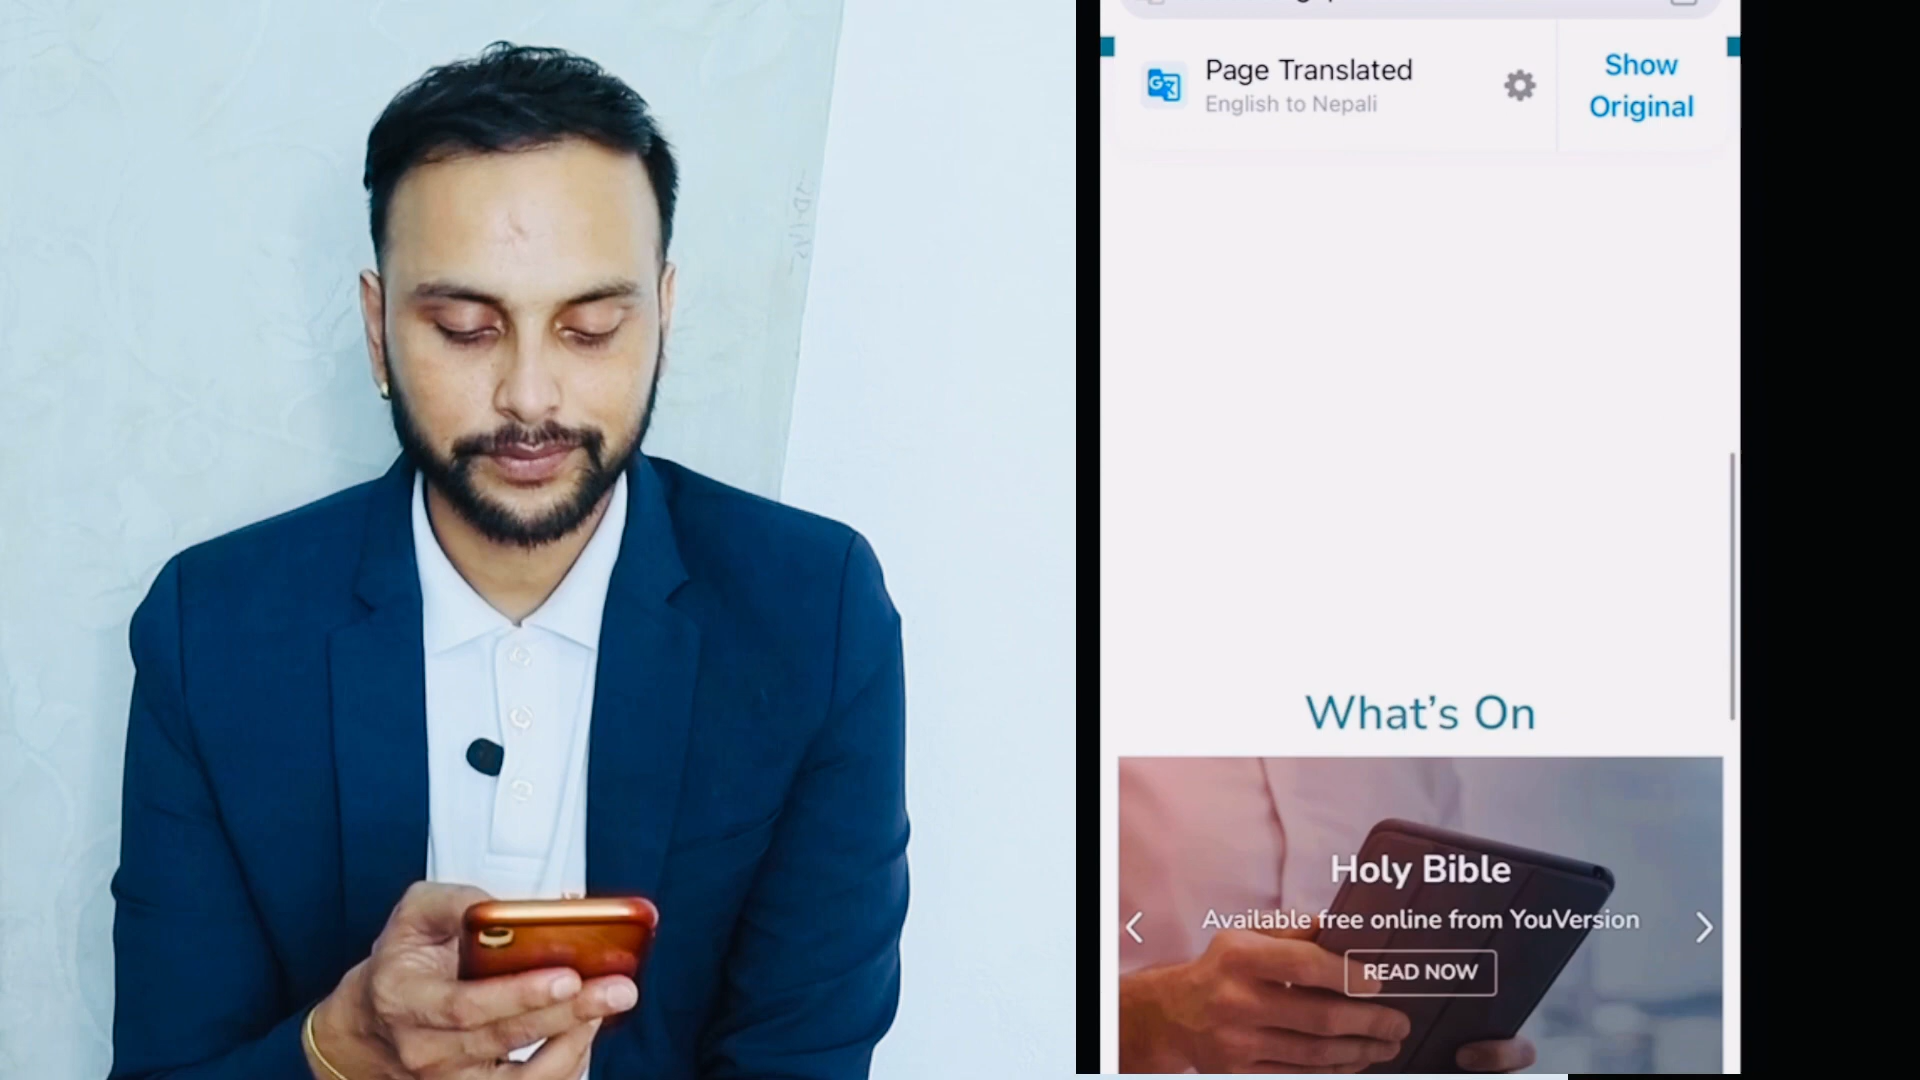 Page Translated
English to Nepali
Show
Original
What's On
Holy Bible
Available free online from YouVersion
READ NOW